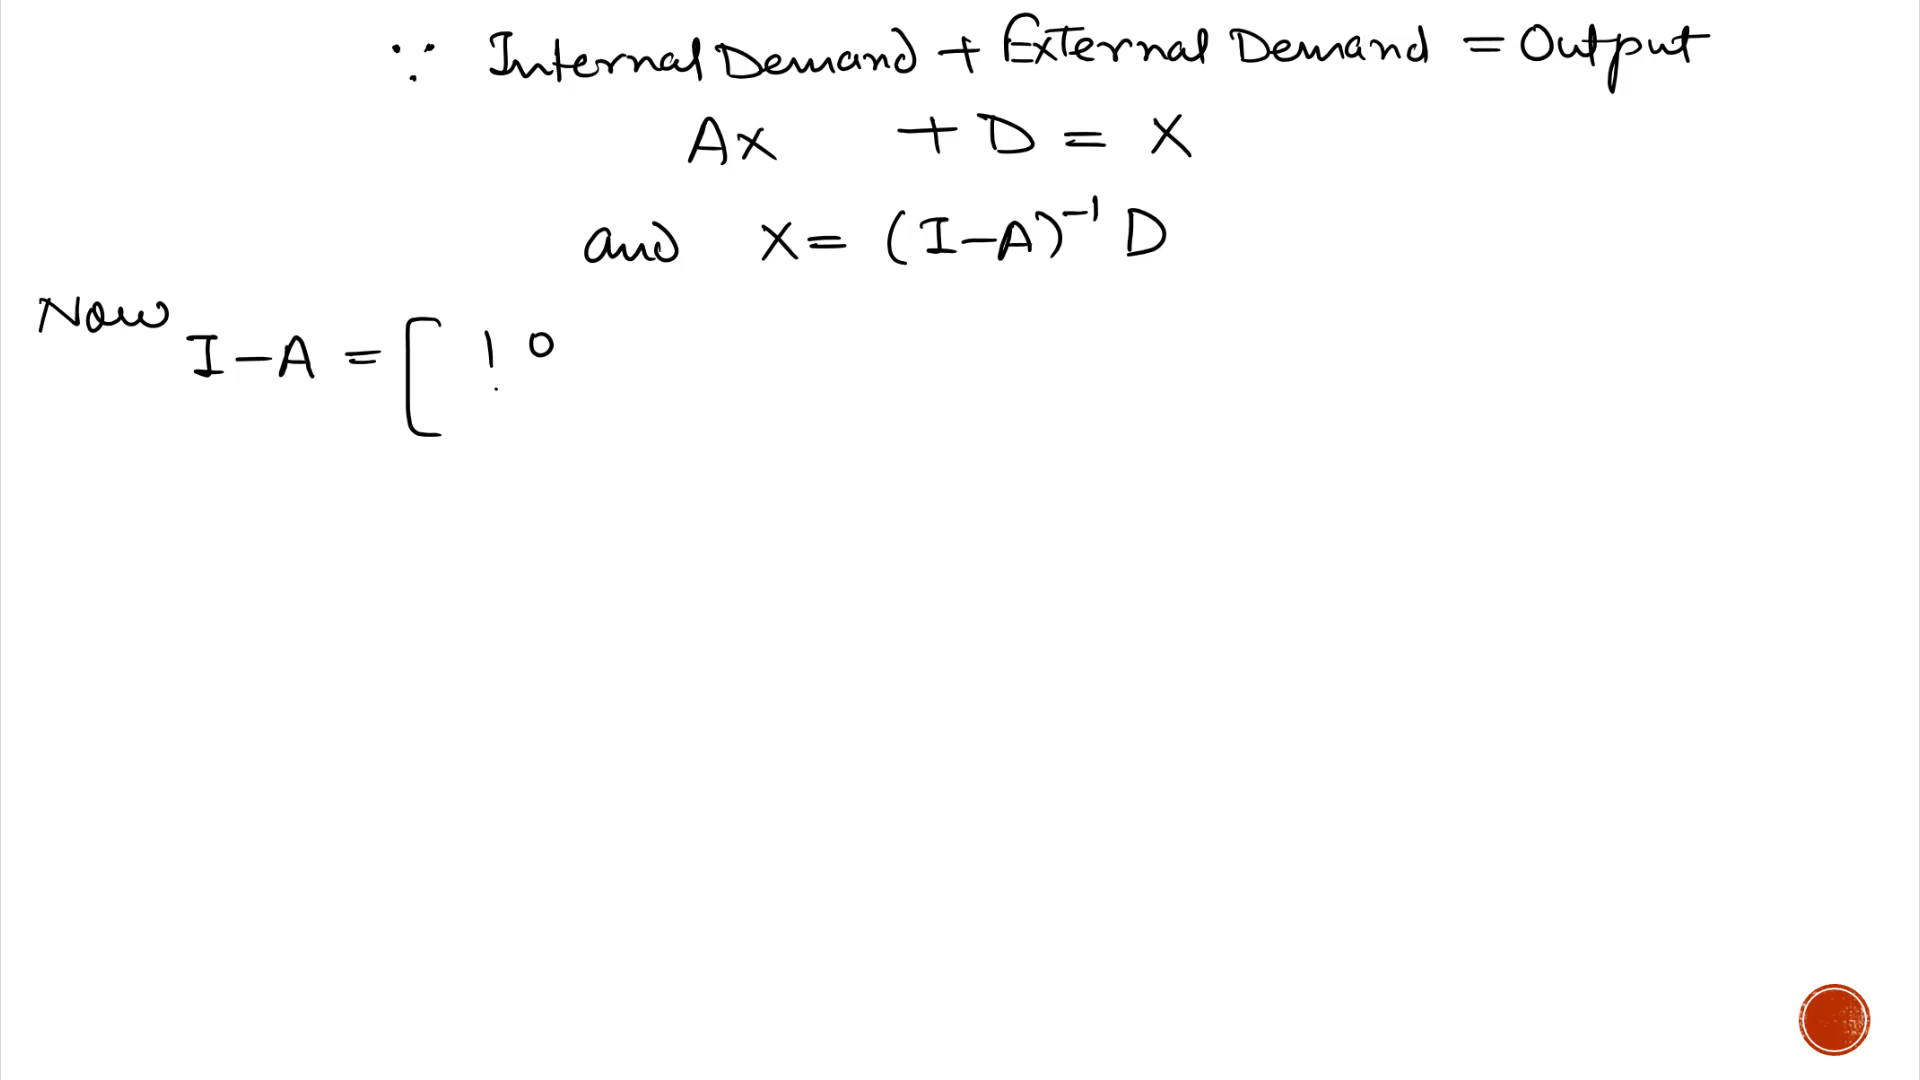 ∵ Internal Demand + External Demand = Output
Ax + D = X
and X = (I-A)⁻¹ D
Now
I-A = [ 1 0